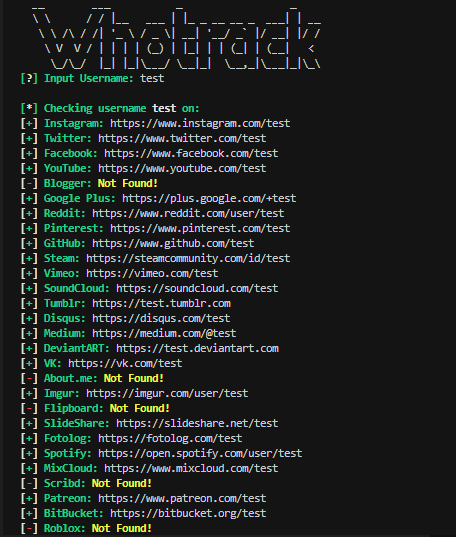 [?] Input Username: test
[*] Checking username test on:
[+] Instagram: https://www.instagram.com/test
[+] Twitter: https://www.twitter.com/test
[+] Facebook: https://www.facebook.com/test
[+] YouTube: https://www.youtube.com/test
[-] Blogger: Not Found!
[+] Google Plus: https://plus.google.com/+test
[+] Reddit: https://www.reddit.com/user/test
[+] Pinterest: https://www.pinterest.com/test
[+] GitHub: https://www.github.com/test
[+] Steam: https://steamcommunity.com/id/test
[+] Vimeo: https://vimeo.com/test
[+] SoundCloud: https://soundcloud.com/test
[+] Tumblr: https://test.tumblr.com
[+] Disqus: https://disqus.com/test
[+] Medium: https://medium.com/@test
[+] DeviantART: https://test.deviantart.com
[+] VK: https://vk.com/test
[-] About.me: Not Found!
[+] Imgur: https://imgur.com/user/test
[-] Flipboard: Not Found!
[+] SlideShare: https://slideshare.net/test
[+] Fotolog: https://fotolog.com/test
[+] Spotify: https://open.spotify.com/user/test
[+] MixCloud: https://www.mixcloud.com/test
[-] Scribd: Not Found!
[+] Patreon: https://www.patreon.com/test
[+] BitBucket: https://bitbucket.org/test
[-] Roblox: Not Found!